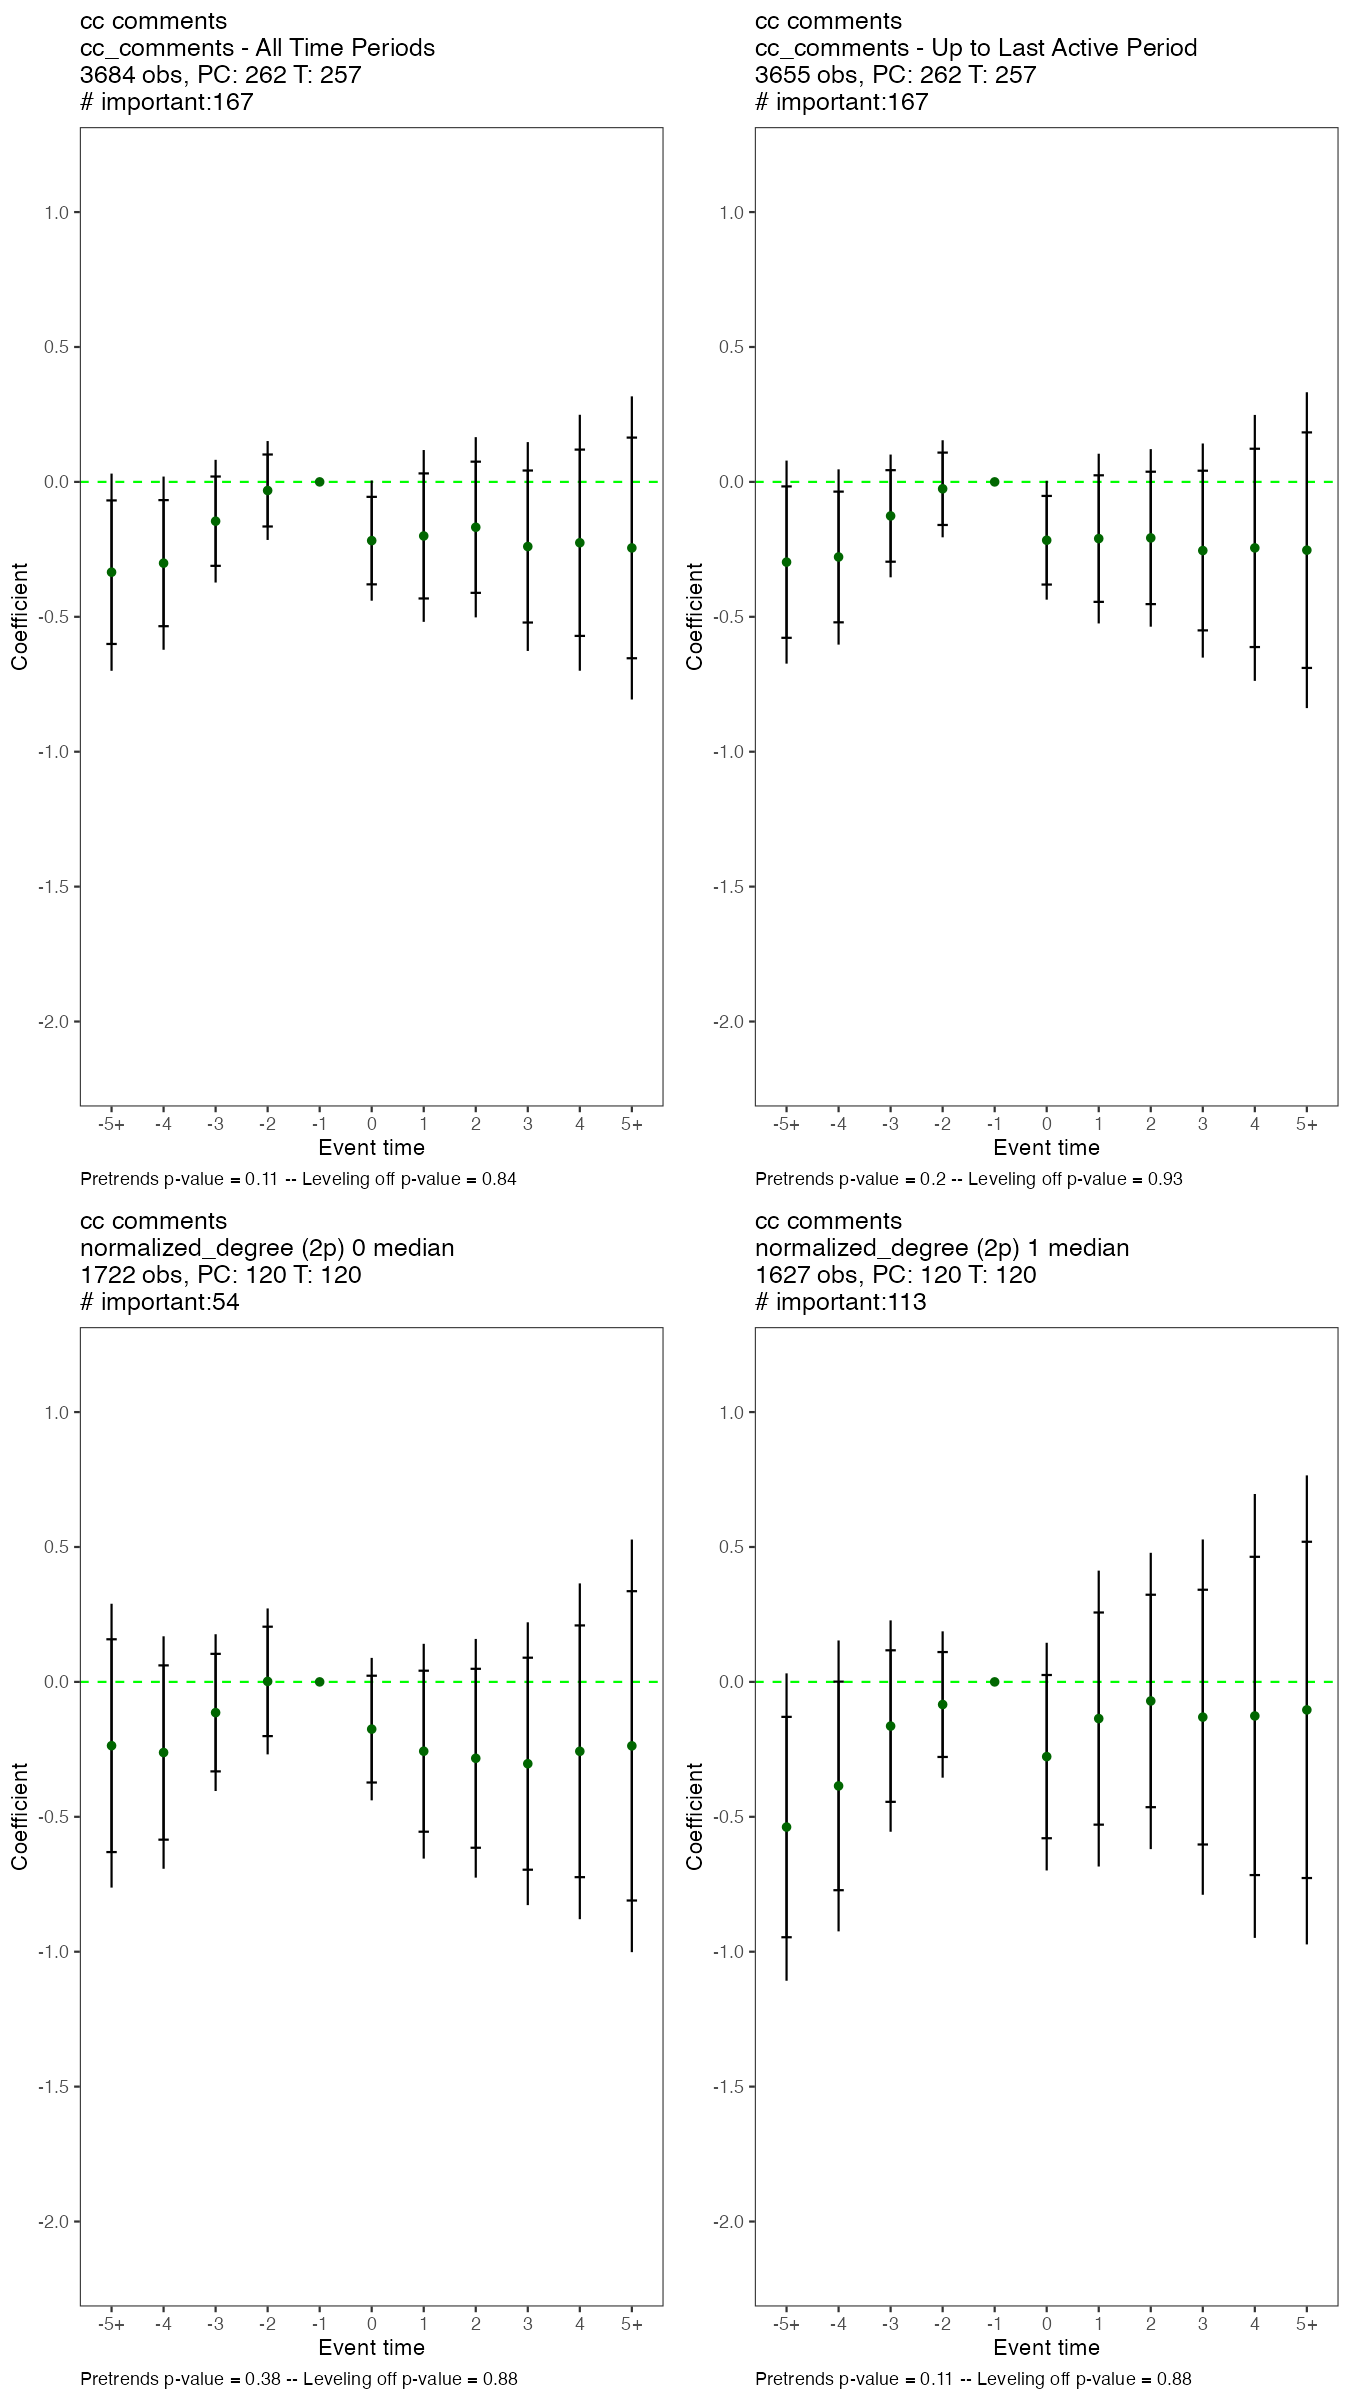 cc comments
cc_comments - All Time Periods
3684 obs, PC: 262 T: 257
# important:167
1.0
0.5
0.0
-0.5
-1.0
-1.5
-2.0
Coefficient
-5+ -4 -3 -2 -1 0 1 2 3 4 5+
Event time
Pretrends p-value = 0.11 -- Leveling off p-value = 0.84
cc comments
cc_comments - Up to Last Active Period
3655 obs, PC: 262 T: 257
# important:167
1.0
0.5
0.0
-0.5
-1.0
-1.5
-2.0
Coefficient
-5+ -4 -3 -2 -1 0 1 2 3 4 5+
Event time
Pretrends p-value = 0.2 -- Leveling off p-value = 0.93
cc comments
normalized_degree (2p) 0 median
1722 obs, PC: 120 T: 120
# important:54
1.0
0.5
0.0
-0.5
-1.0
-1.5
-2.0
Coefficient
-5+ -4 -3 -2 -1 0 1 2 3 4 5+
Event time
Pretrends p-value = 0.38 -- Leveling off p-value = 0.88
cc comments
normalized_degree (2p) 1 median
1627 obs, PC: 120 T: 120
# important:113
1.0
0.5
0.0
-0.5
-1.0
-1.5
-2.0
Coefficient
-5+ -4 -3 -2 -1 0 1 2 3 4 5+
Event time
Pretrends p-value = 0.11 -- Leveling off p-value = 0.88